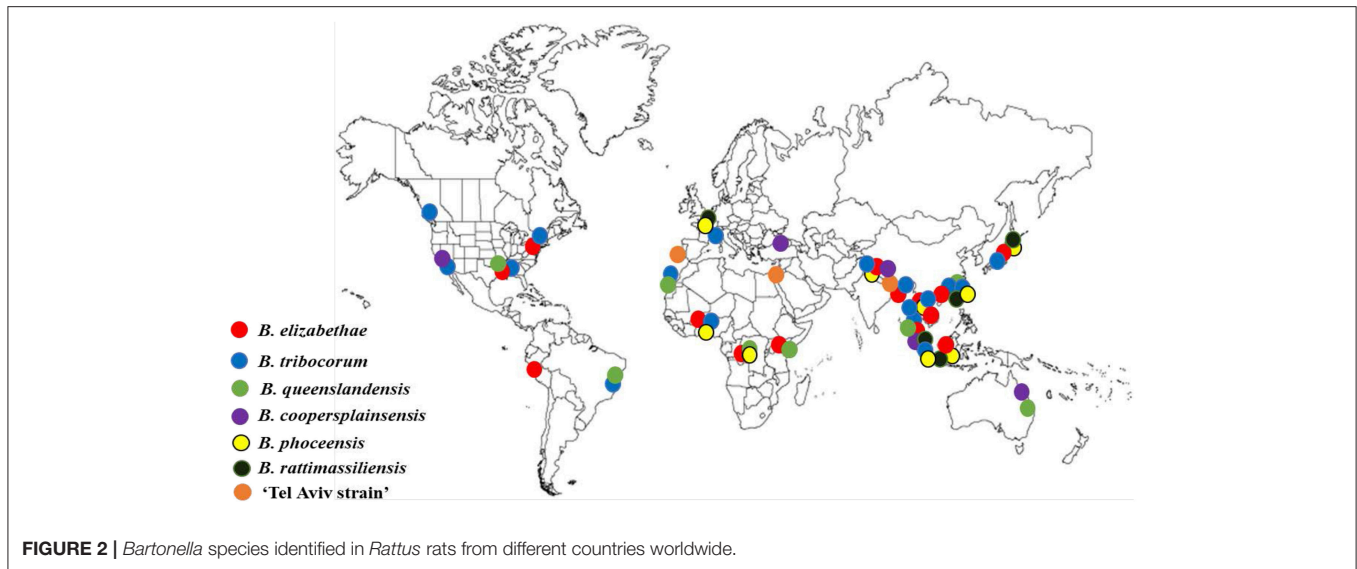 B. elizabethae
B. tribocorum
B. queenslandensis
B. coopersplainsensis
B. phoceensis
B. rattimassiliensis
'Tel Aviv strain'
FIGURE 2 | Bartonella species identified in Rattus rats from different countries worldwide.